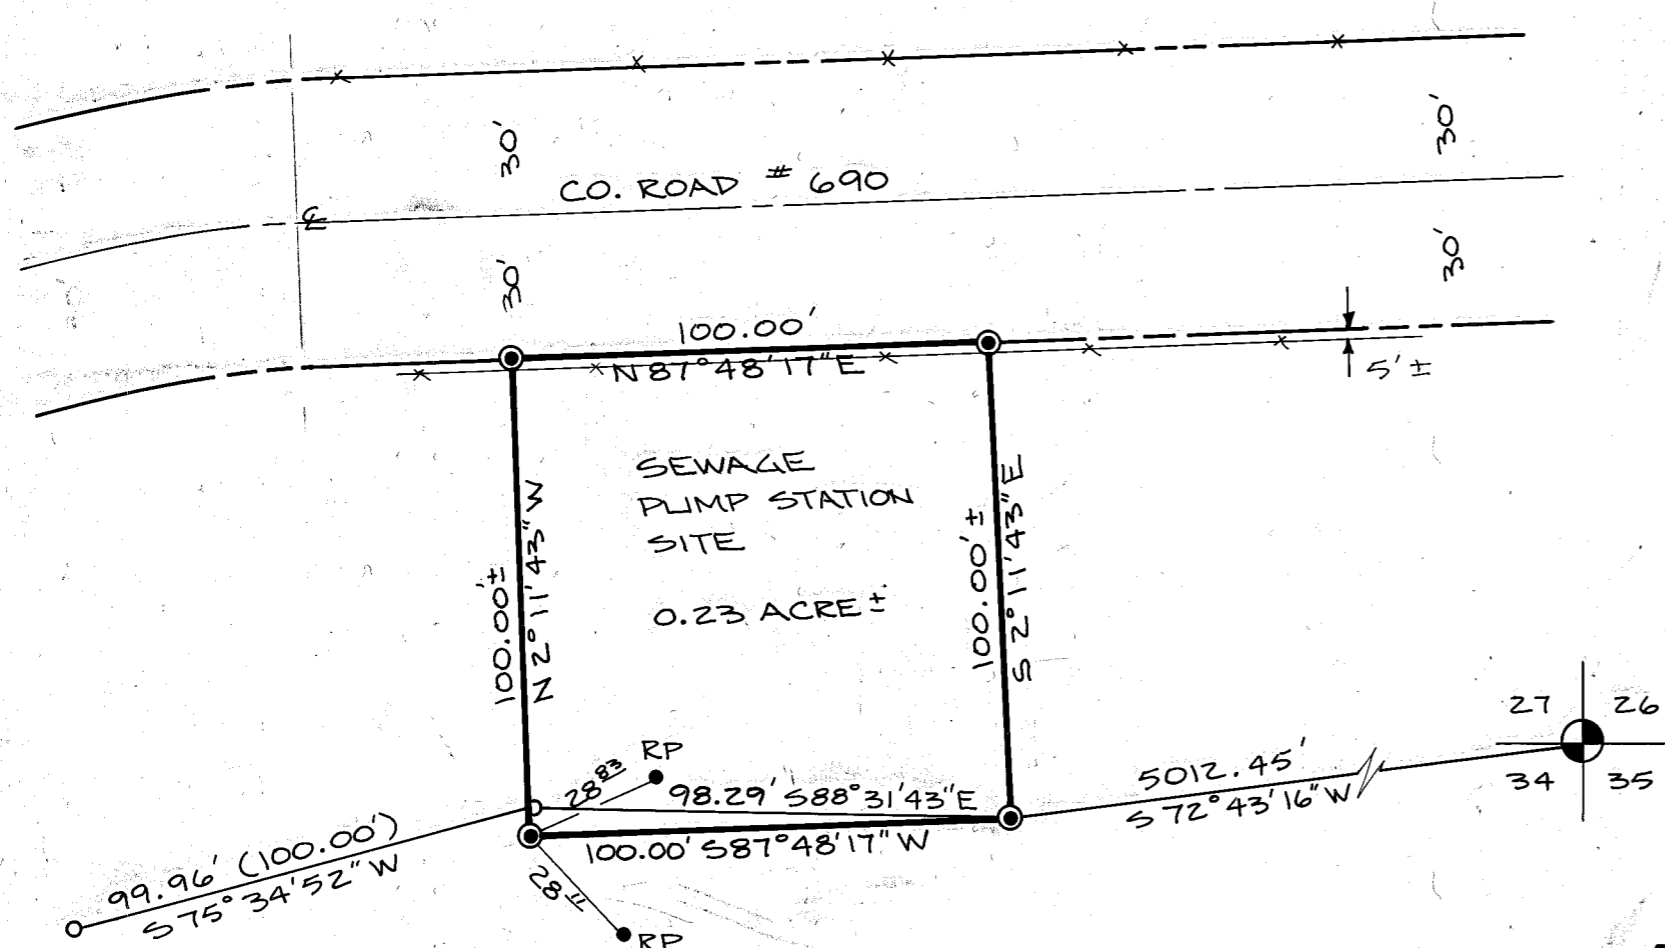 30'
30'
CO. ROAD # 690
℄
30'
30'
100.00'
N 87°48'17" E
5' ±
SEWAGE
PUMP STATION
SITE
0.23 ACRE ±
100.00' ±
N 2° 11' 43" W
100.00' ±
S 2° 11' 43" E
27
26
34
35
5012.45'
S 72° 43' 16" W
RP
28 83
98.29' S88°31'43"E
100.00' S87°48'17" W
99.96' (100.00')
S 75° 34' 52" W
28 11
RP